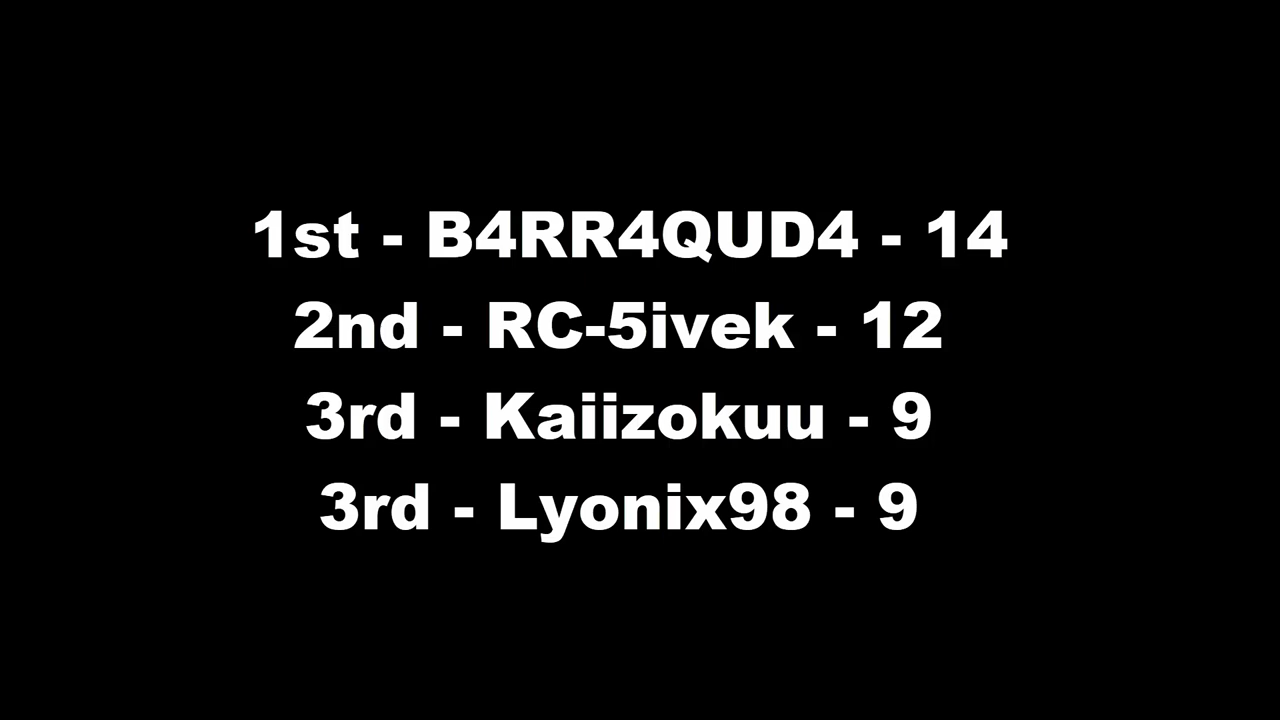 1st - B4RR4QUD4 - 14
2nd - RC-5ivek - 12
3rd - Kaiizokuu - 9
3rd - Lyonix98 - 9